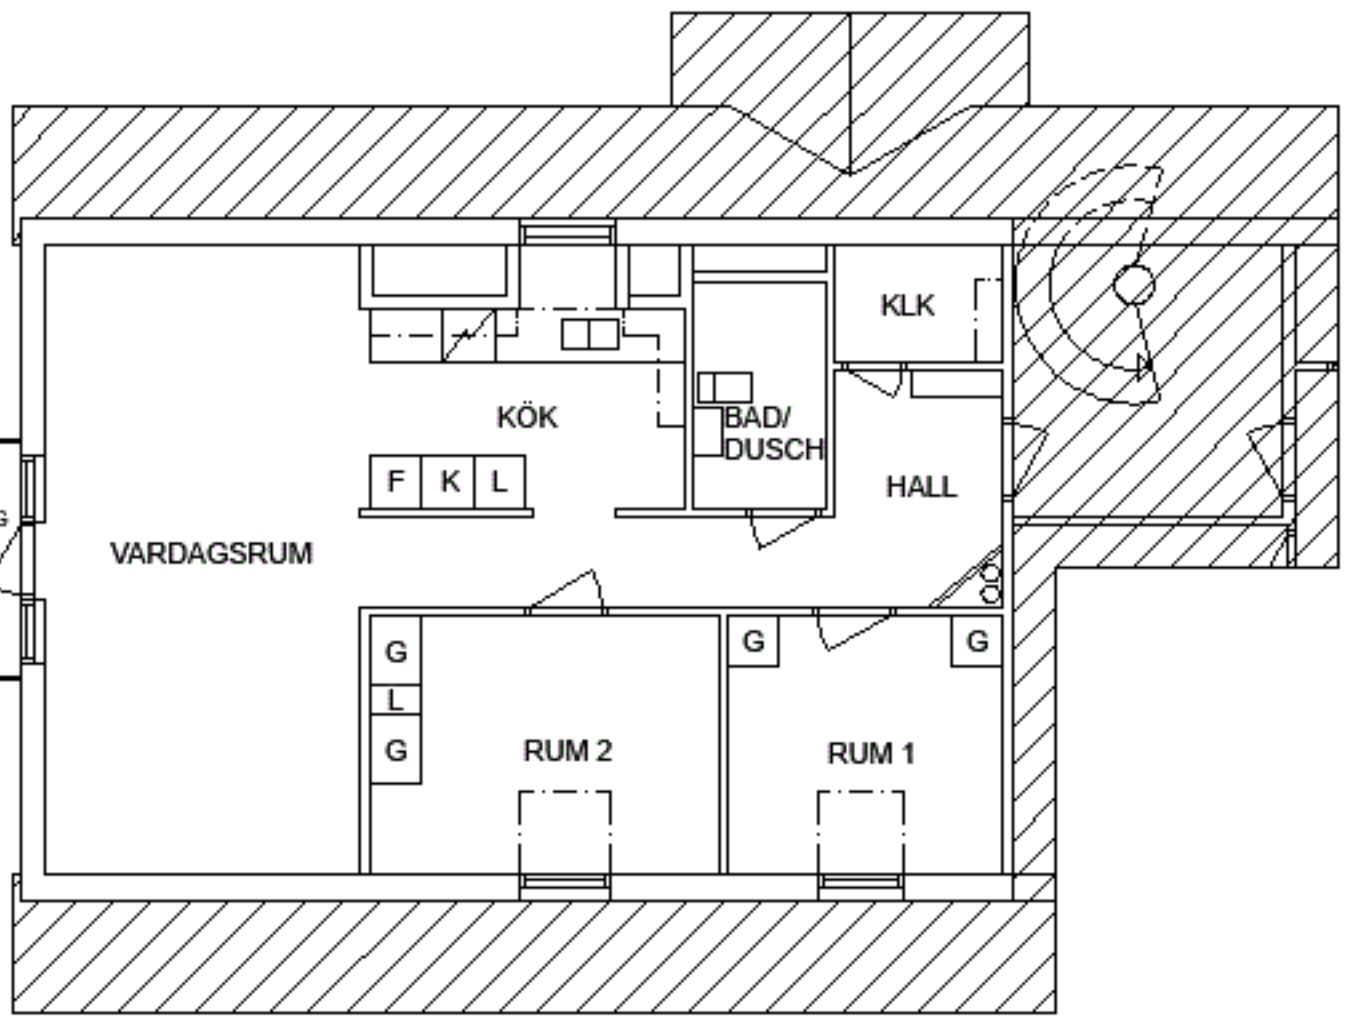 KLK
KÖK
BAD/
DUSCH
F K L
HALL
G
VARDAGSRUM
G
L
G
G
G
RUM 2
RUM 1